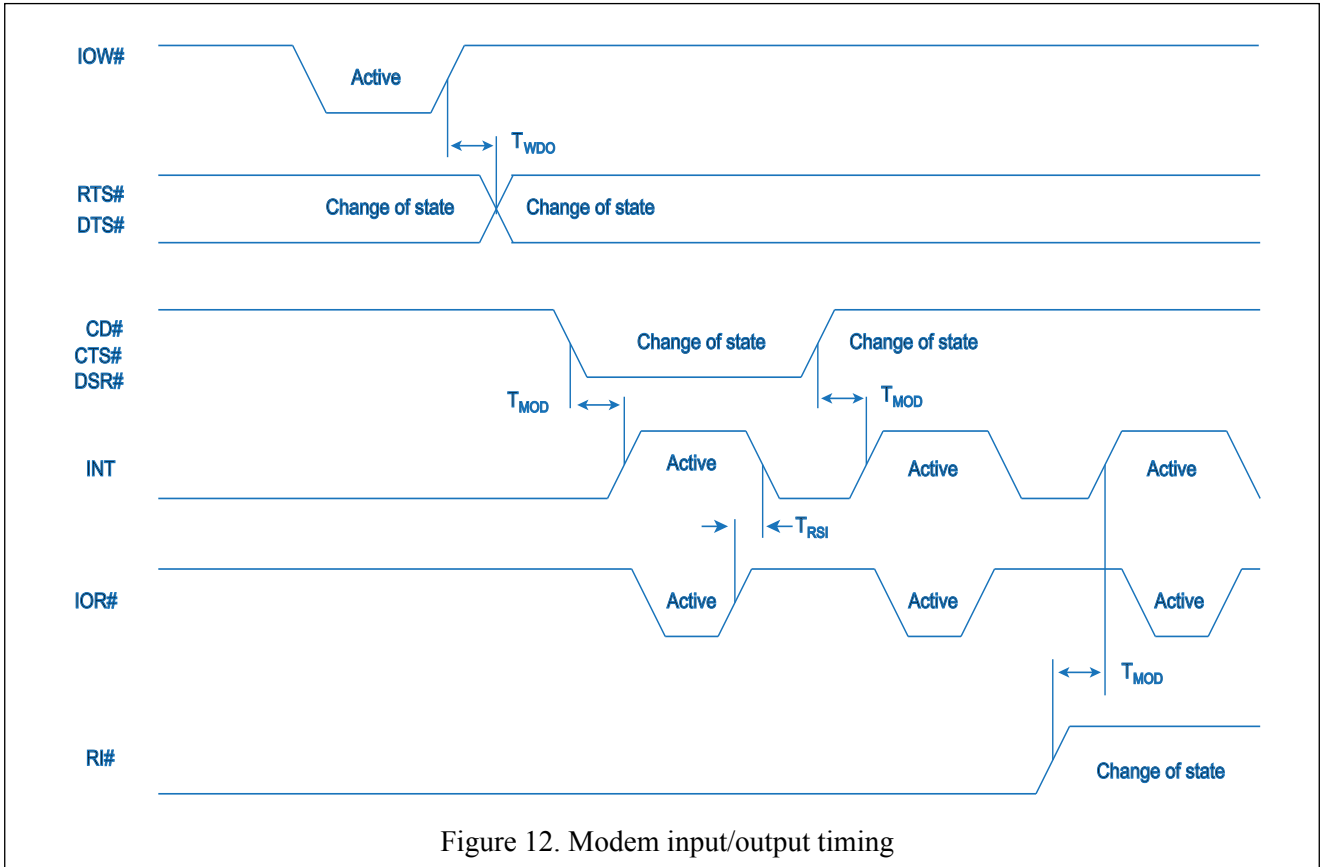 IOW#
Active
TWDO
RTS#
DTS#
Change of state
Change of state
CD#
CTS#
DSR#
Change of state
Change of state
TMOD
TMOD
INT
Active
Active
Active
TRSI
IOR#
Active
Active
Active
TMOD
RI#
Change of state
Figure 12. Modem input/output timing